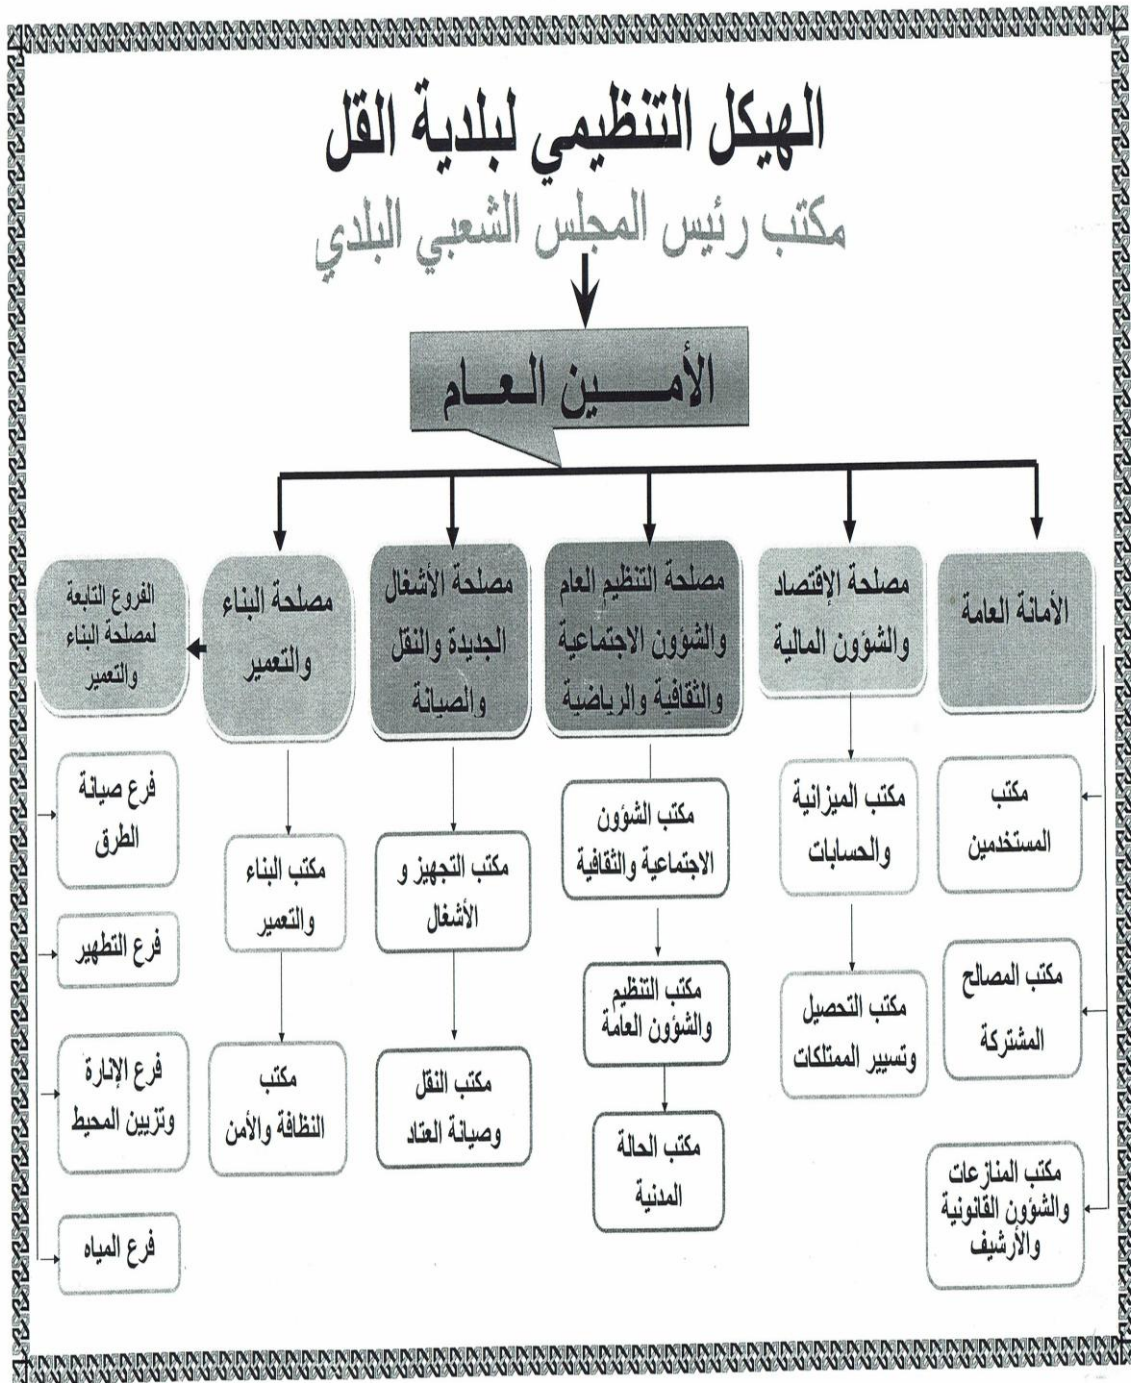 الهيكل التنظيمي لبلدية القل
مكتب رئيس المجلس الشعبي البلدي
الأمـــــين العـام
الأمانة العامة
مصلحة الإقتصاد
والشؤون المالية
مصلحة التنظيم العام
والشؤون الاجتماعية
والثقافية والرياضية
مصلحة الأشغال
الجديدة والنقل
والصيانة
مصلحة البناء
والتعمير
الفروع التابعة
لمصلحة البناء
والتعمير
مكتب
المستخدمين
مكتب المصالح
المشتركة
مكتب المنازعات
والشؤون القانونية
والأرشيف
مكتب الميزانية
والحسابات
مكتب التحصيل
وتسيير الممتلكات
مكتب الشؤون
الاجتماعية والثقافية
مكتب التنظيم
والشؤون العامة
مكتب الحالة
المدنية
مكتب التجهيز و
الأشغال
مكتب النقل
وصيانة العتاد
مكتب البناء
والتعمير
مكتب
النظافة والأمن
فرع صيانة
الطرق
فرع التطهير
فرع الإنارة
وتزيين المحيط
فرع المياه